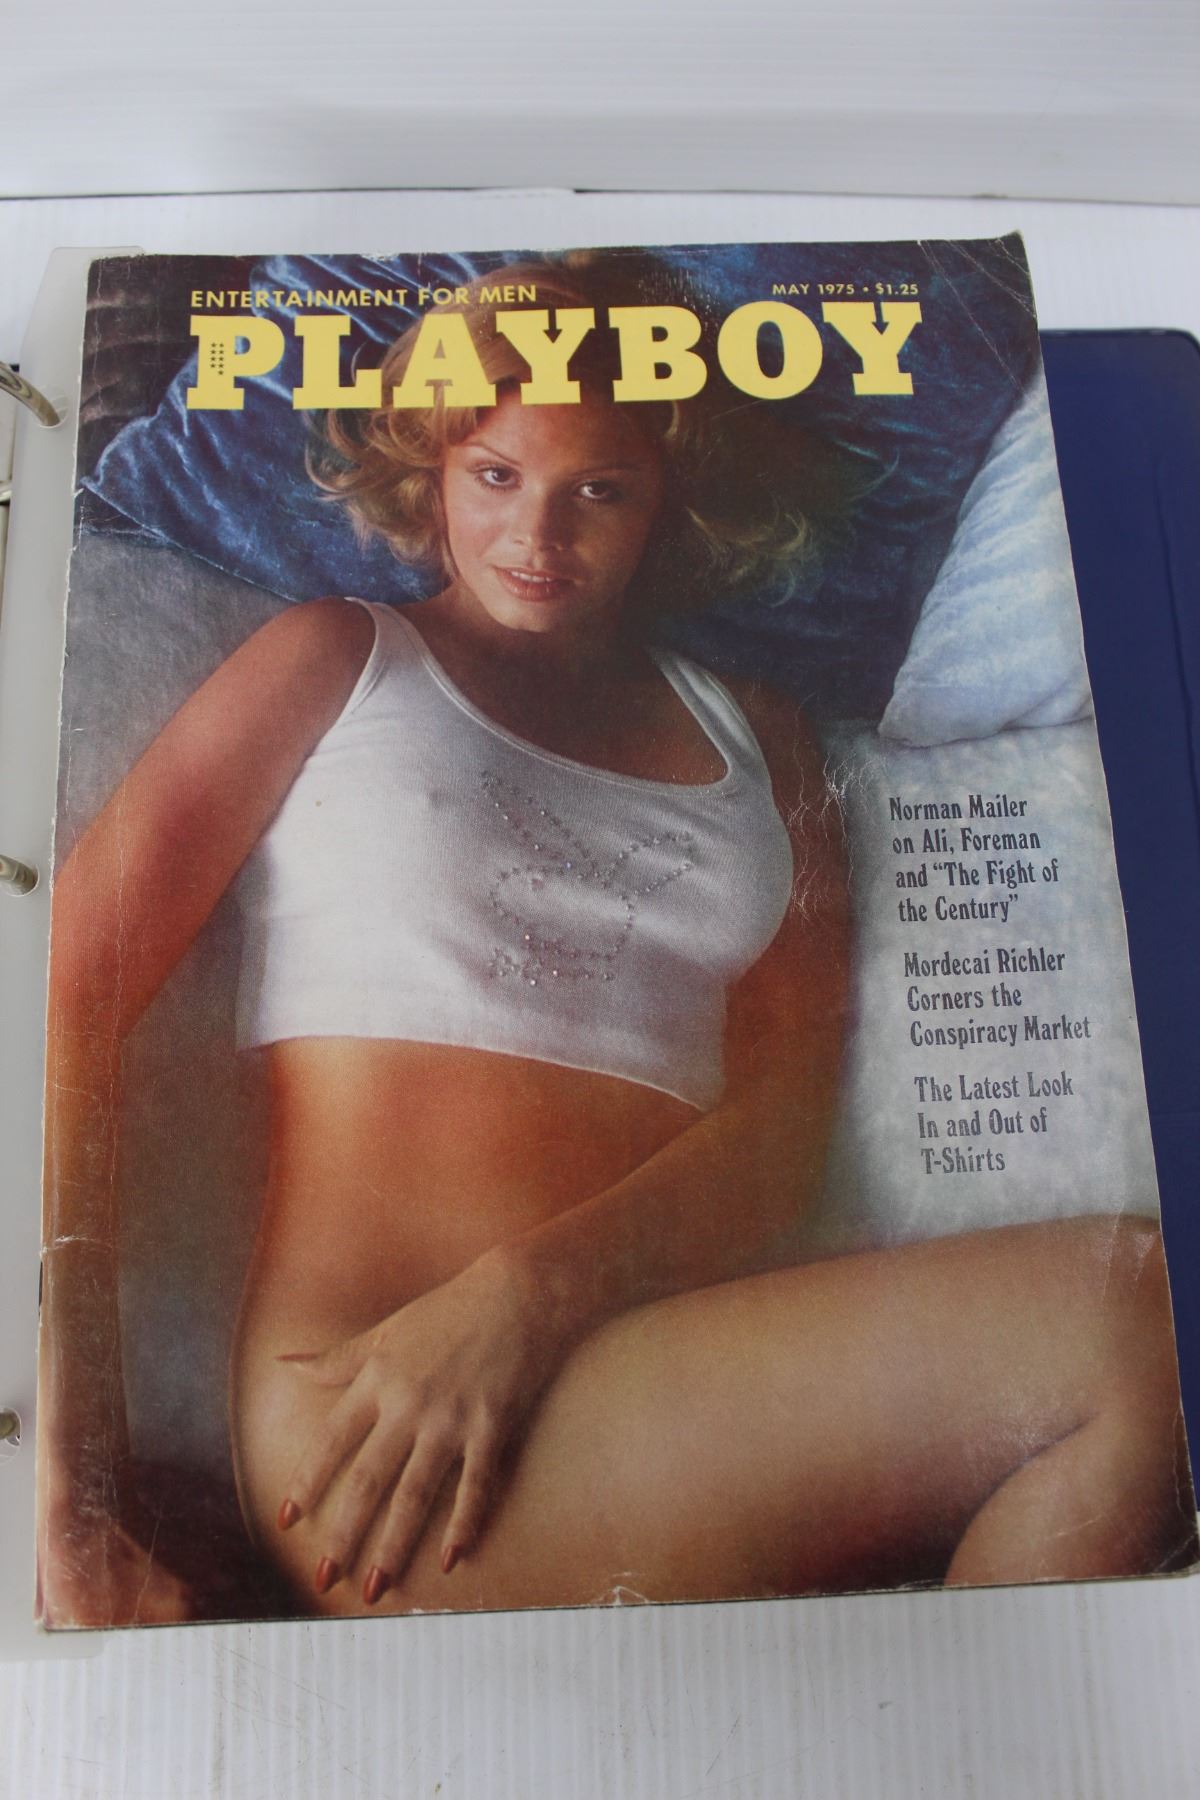 ENTERTAINMENT FOR MEN
MAY 1975 • $1.25
PLAYBOY
Norman Mailer
on Ali, Foreman
and “The Fight of
the Century”
Mordecai Richler
Corners the
Conspiracy Market
The Latest Look
In and Out of
T-Shirts